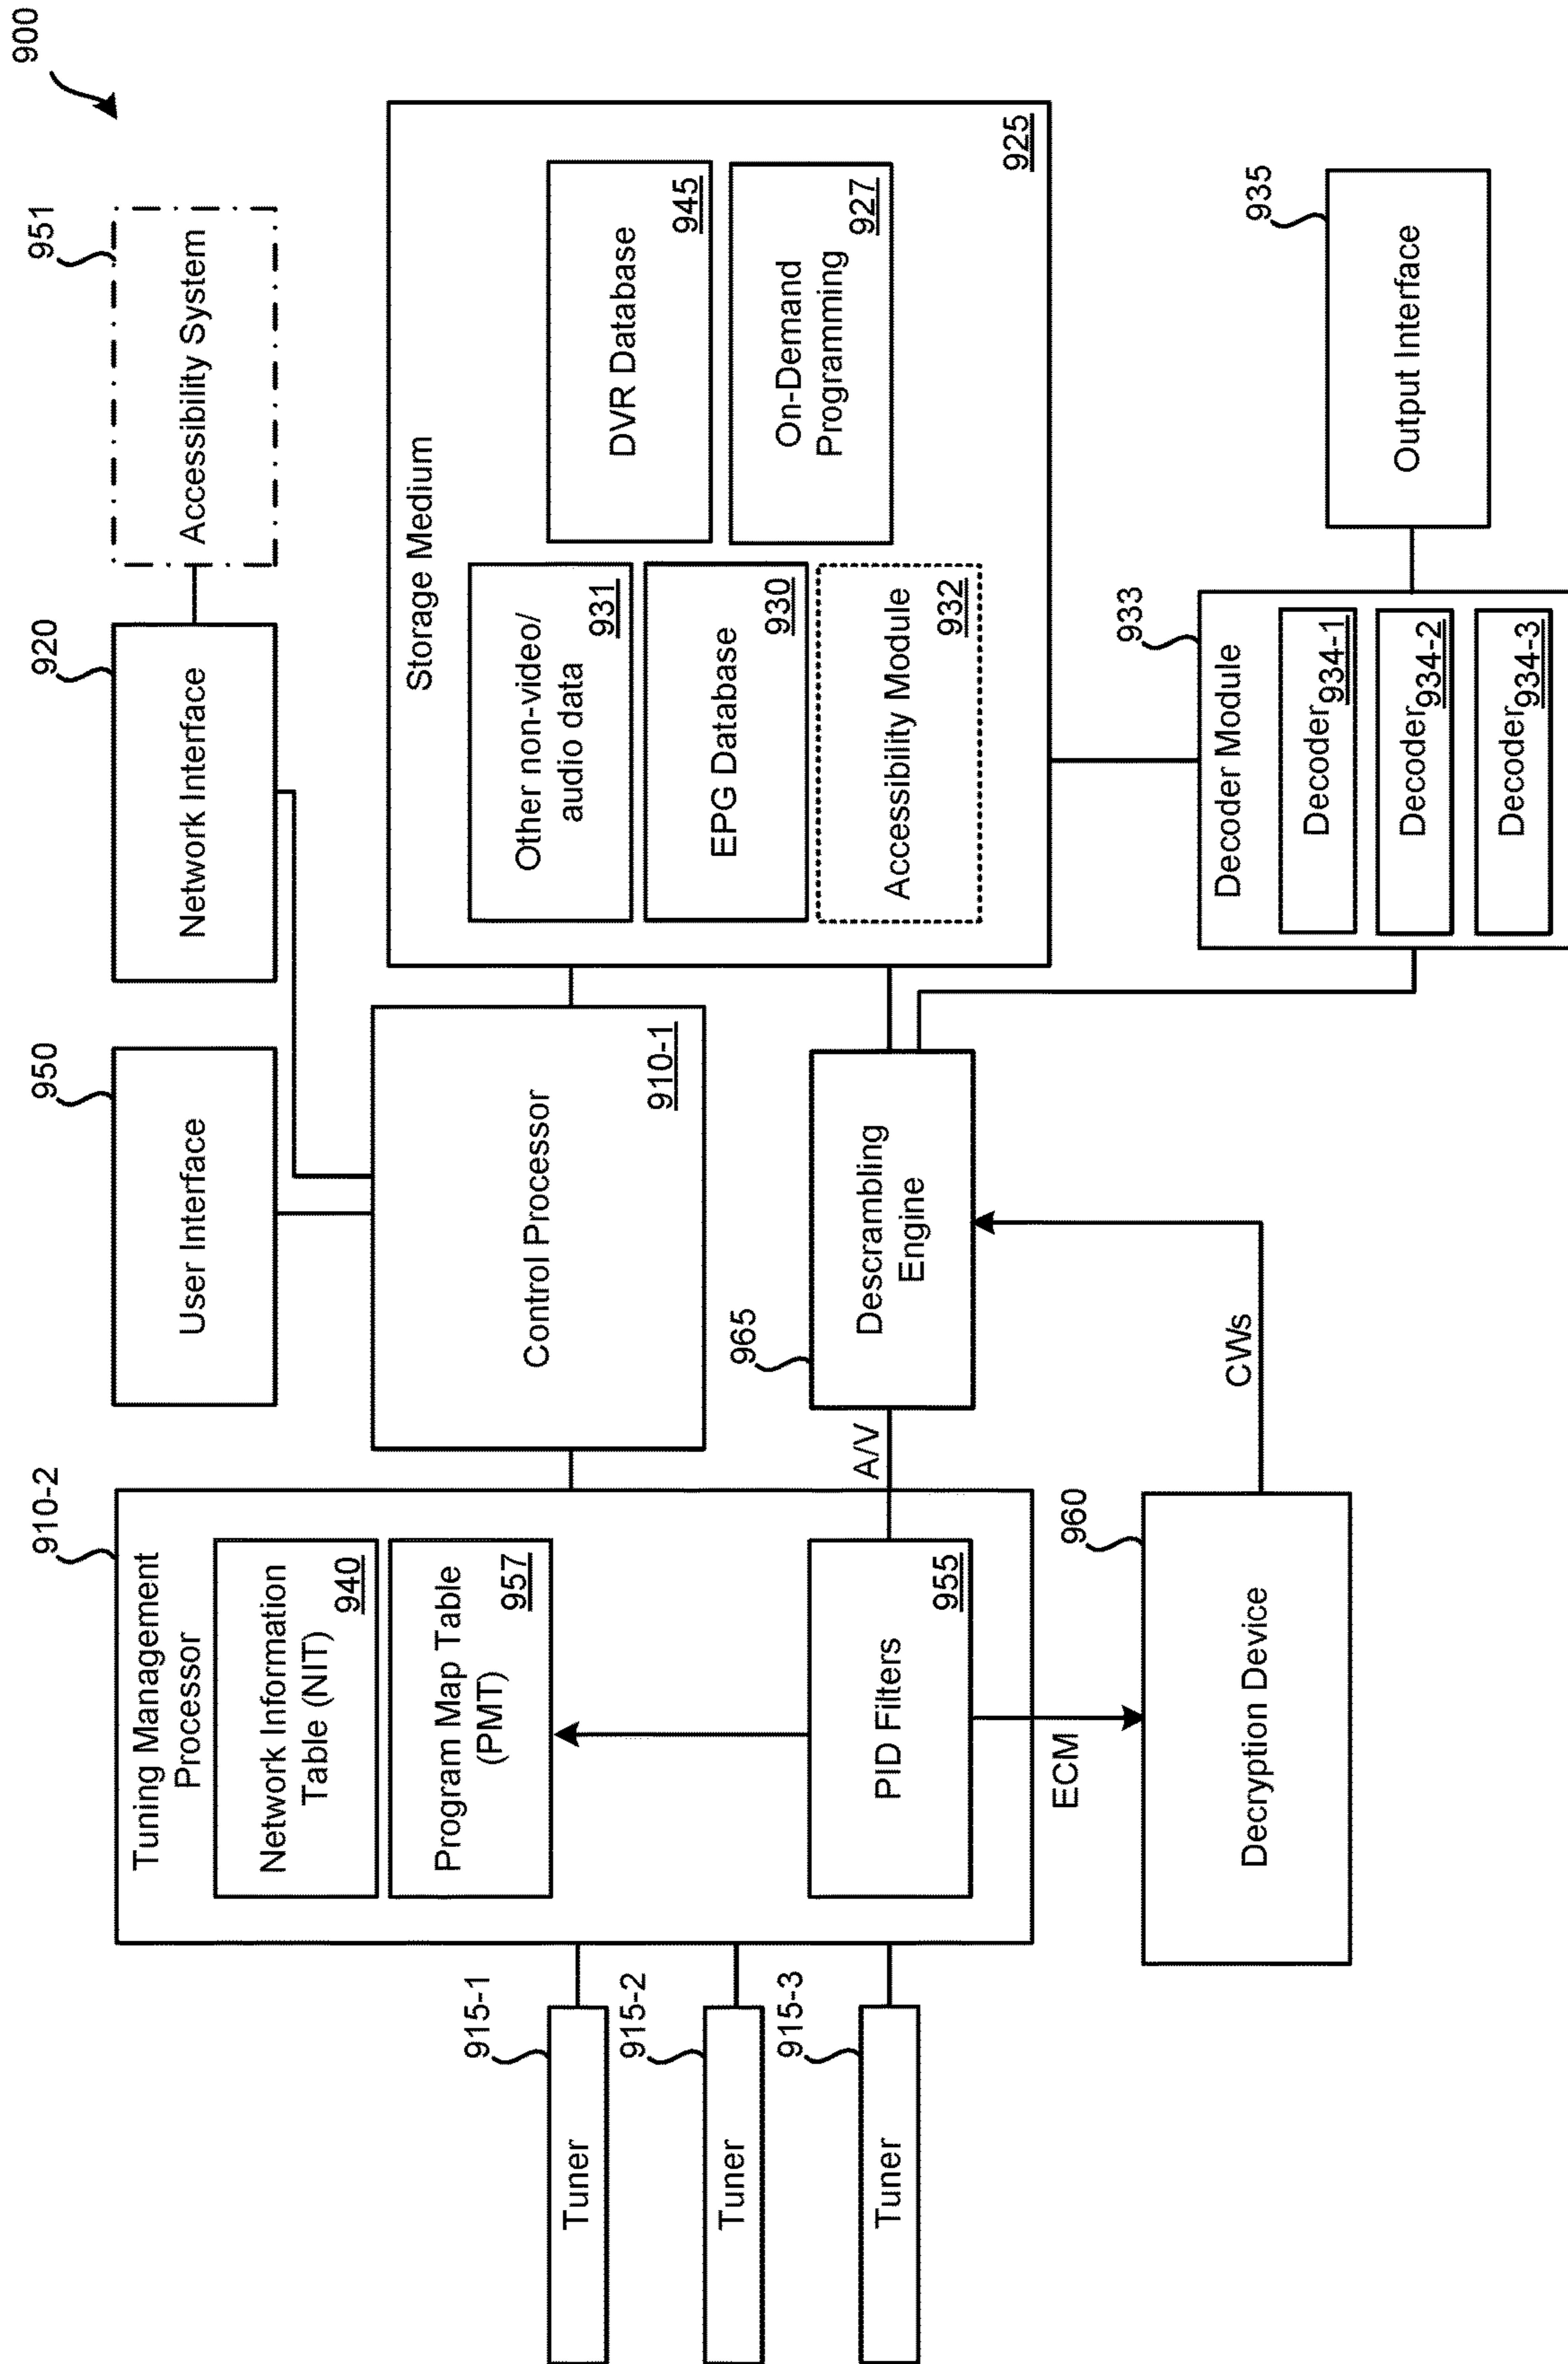 900
910-2
Tuning Management
Processor
Network Information
Table (NIT)
940
Program Map Table
(PMT)
957
PID Filters
955
915-1
Tuner
915-2
Tuner
915-3
Tuner
950
User Interface
920
Network Interface
951
Accessibility System
Control Processor
910-1
Storage Medium
Other non-video/
audio data
931
DVR Database
945
EPG Database
930
On-Demand
Programming
927
Accessibility Module
932
925
A/V
965
Descrambling
Engine
ECM
960
Decryption Device
CWs
933
Decoder Module
Decoder
934-1
Decoder
934-2
Decoder
934-3
935
Output Interface